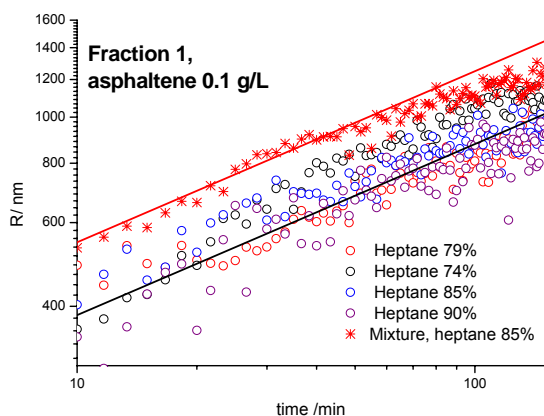 1600
1400
1200
1000
800
600
400
R/ nm
Fraction 1,
asphaltene 0.1 g/L
Heptane 79%
Heptane 74%
Heptane 85%
Heptane 90%
Mixture, heptane 85%
10
100
time /min